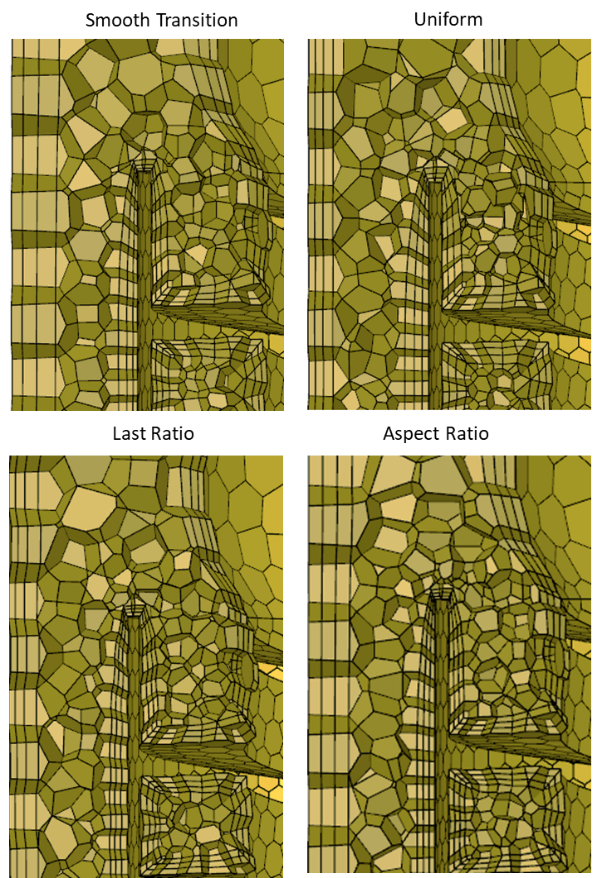 Smooth Transition
Uniform
Last Ratio
Aspect Ratio